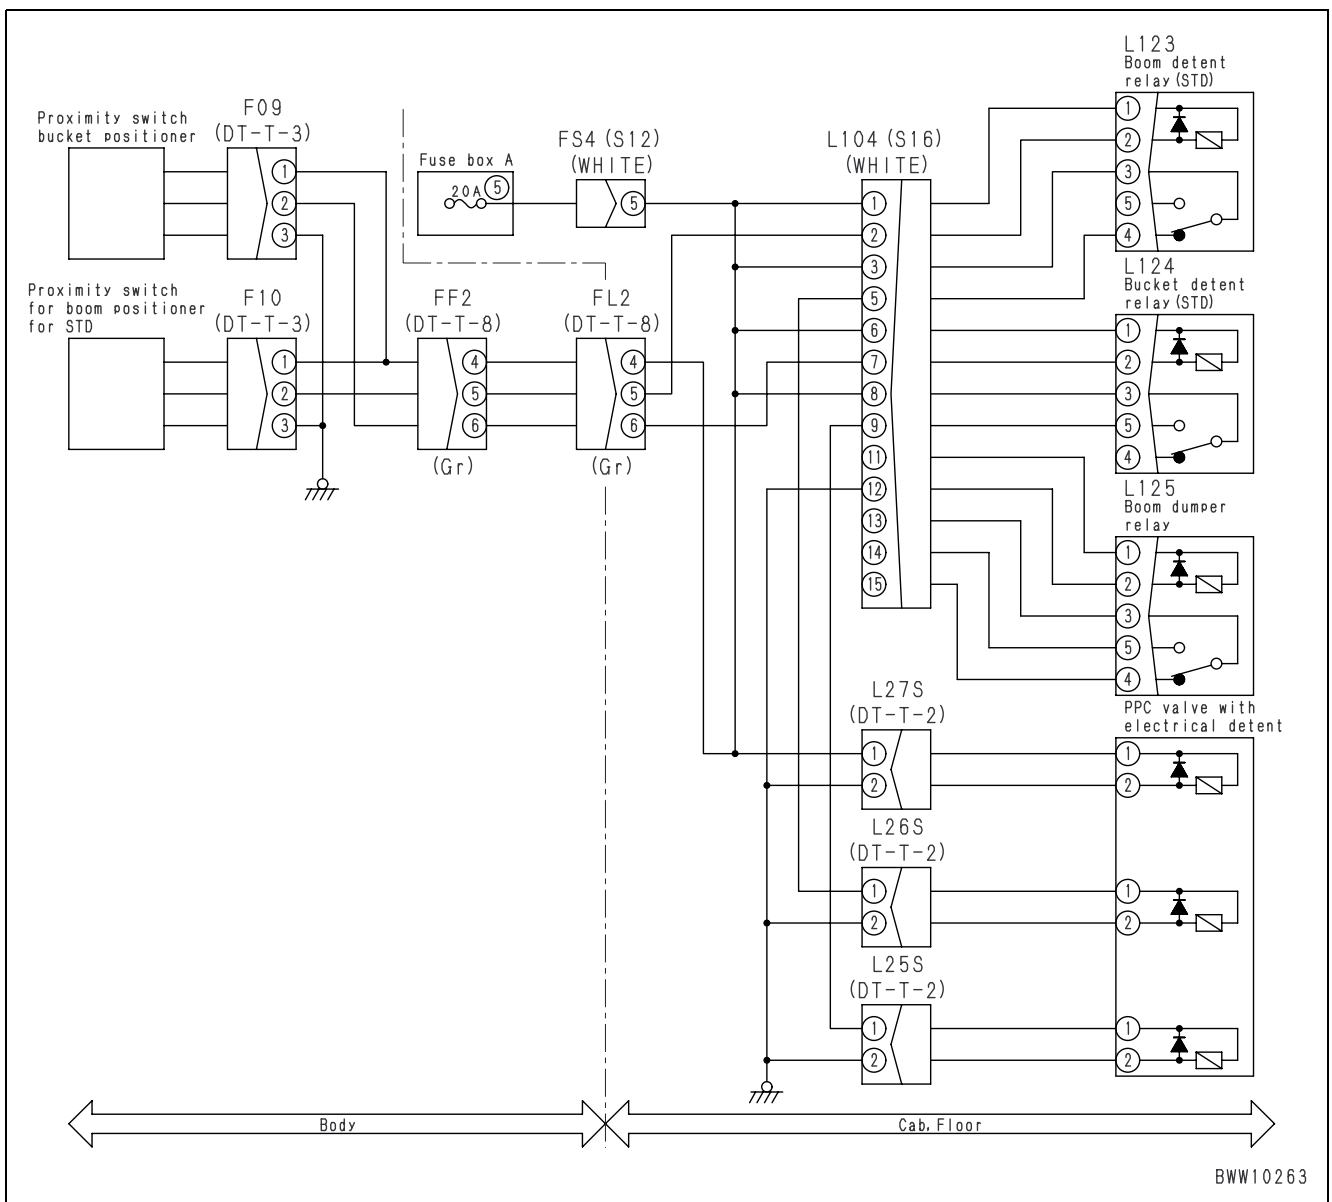 Proximity switch
bucket positioner
F09
(DT-T-3)
1
2
3
Proximity switch
for boom positioner
for STD
F10
(DT-T-3)
1
2
3
Fuse box A
20A
5
FS4 (S12)
(WHITE)
5
FF2
(DT-T-8)
4
5
6
(Gr)
FL2
(DT-T-8)
4
5
6
(Gr)
L104 (S16)
(WHITE)
1
2
3
5
6
7
8
9
11
12
13
14
15
L27S
(DT-T-2)
1
2
L26S
(DT-T-2)
1
2
L25S
(DT-T-2)
1
2
L123
Boom detent
relay (STD)
1
2
3
5
4
L124
Bucket detent
relay (STD)
1
2
3
5
4
L125
Boom dumper
relay
1
2
3
5
4
PPC valve with
electrical detent
1
2
1
2
1
2
Body
Cab, Floor
BWW10263